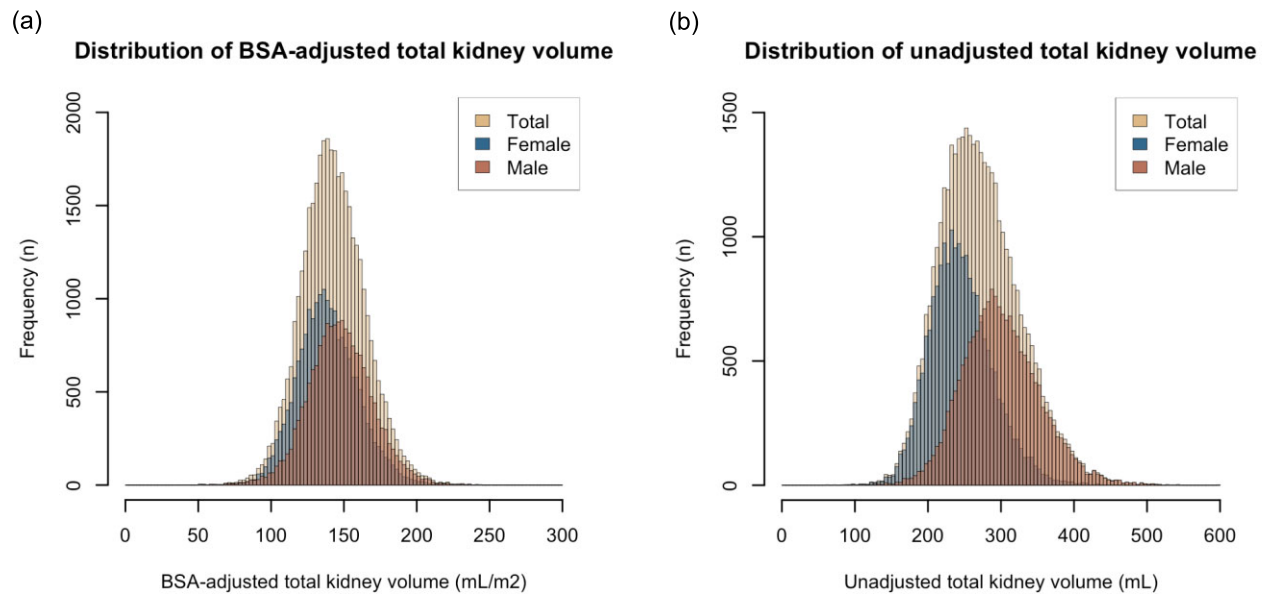 (a)
Distribution of BSA-adjusted total kidney volume
Frequency (n)
2000
1500
1000
500
0
Total
Female
Male
0 50 100 150 200 250 300
BSA-adjusted total kidney volume (mL/m2)
(b)
Distribution of unadjusted total kidney volume
Frequency (n)
1500
1000
500
0
Total
Female
Male
0 100 200 300 400 500 600
Unadjusted total kidney volume (mL)